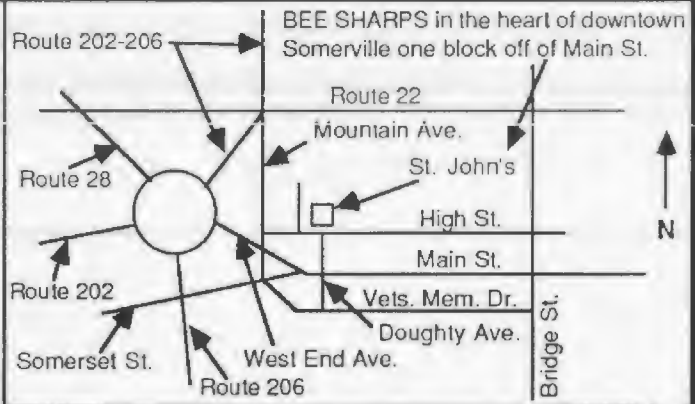 Route 202-206
BEE SHARPS in the heart of downtown
Somerville one block off of Main St.
Route 22
Mountain Ave.
Route 28
St. John's
High St.
N
Main St.
Route 202
Vets. Mem. Dr.
Doughty Ave.
Somerset St.
West End Ave.
Route 206
Bridge St.